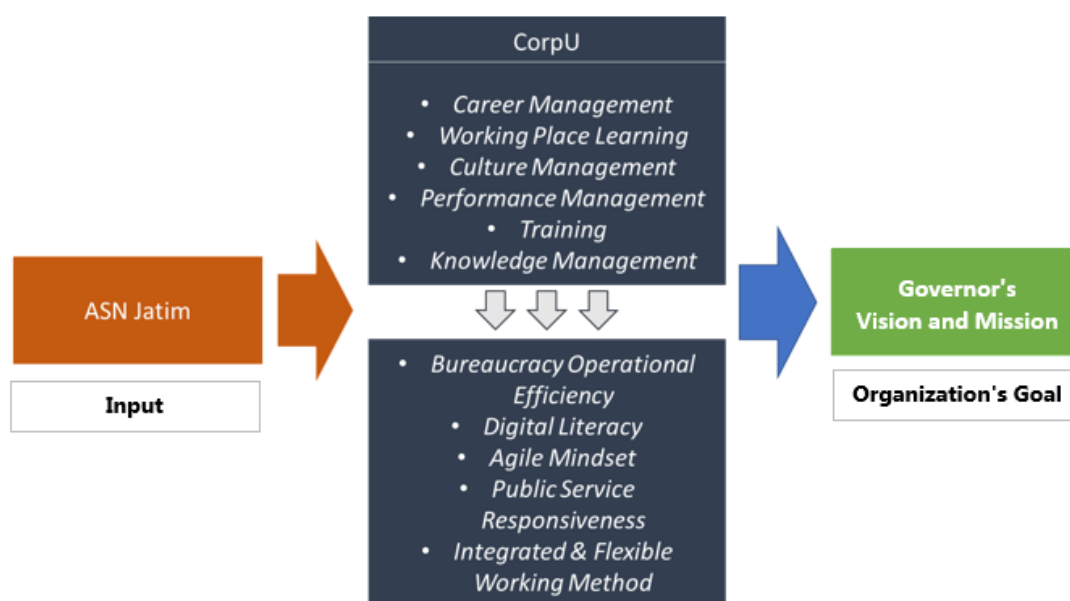 CorpU
• Career Management
• Working Place Learning
• Culture Management
• Performance Management
• Training
• Knowledge Management
ASN Jatim
Input
• Bureaucracy Operational
Efficiency
• Digital Literacy
• Agile Mindset
• Public Service
Responsiveness
• Integrated & Flexible
Working Method
Governor's
Vision and Mission
Organization's Goal